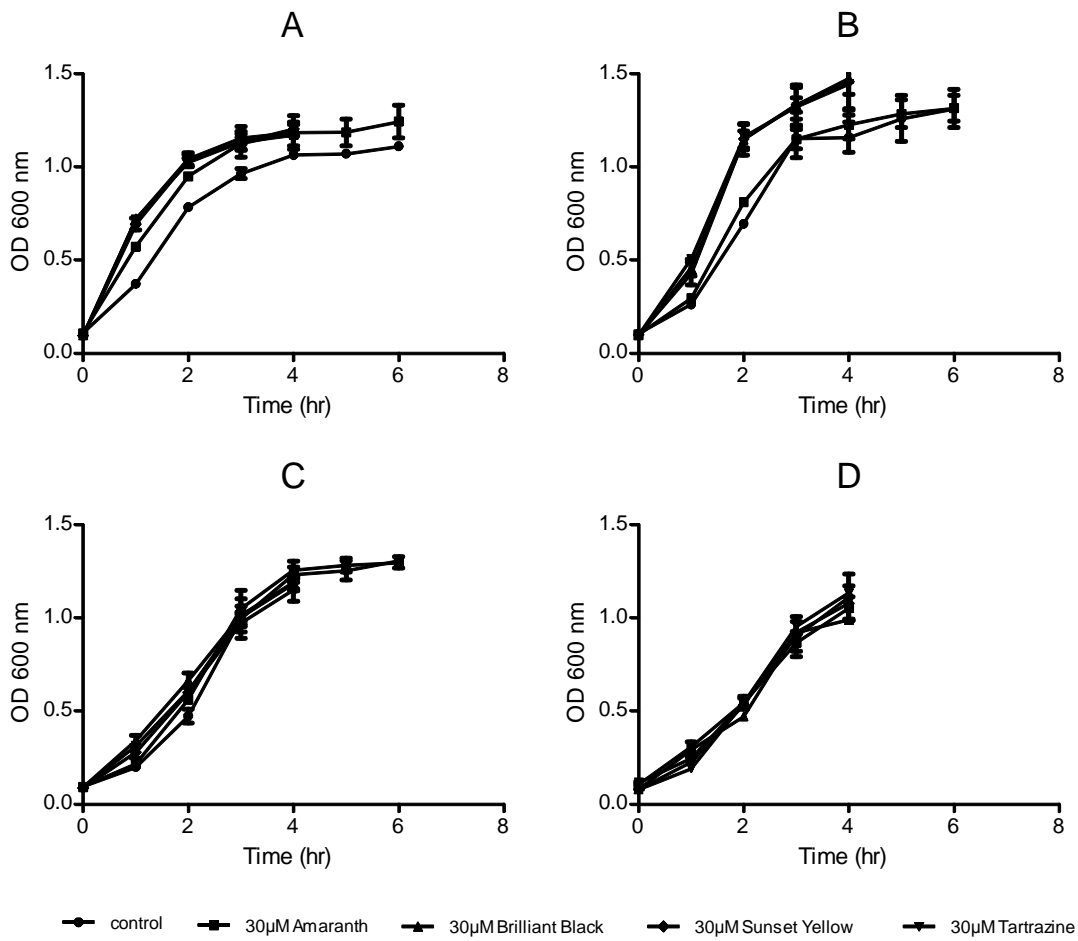 A
B
OD 600 nm
1.5
1.0
0.5
0.0
0 2 4 6 8
Time (hr)
OD 600 nm
1.5
1.0
0.5
0.0
0 2 4 6 8
Time (hr)
C
D
OD 600 nm
1.5
1.0
0.5
0.0
0 2 4 6 8
Time (hr)
OD 600 nm
1.5
1.0
0.5
0.0
0 2 4 6 8
Time (hr)
control 30µM Amaranth 30µM Brilliant Black 30µM Sunset Yellow 30µM Tartrazine